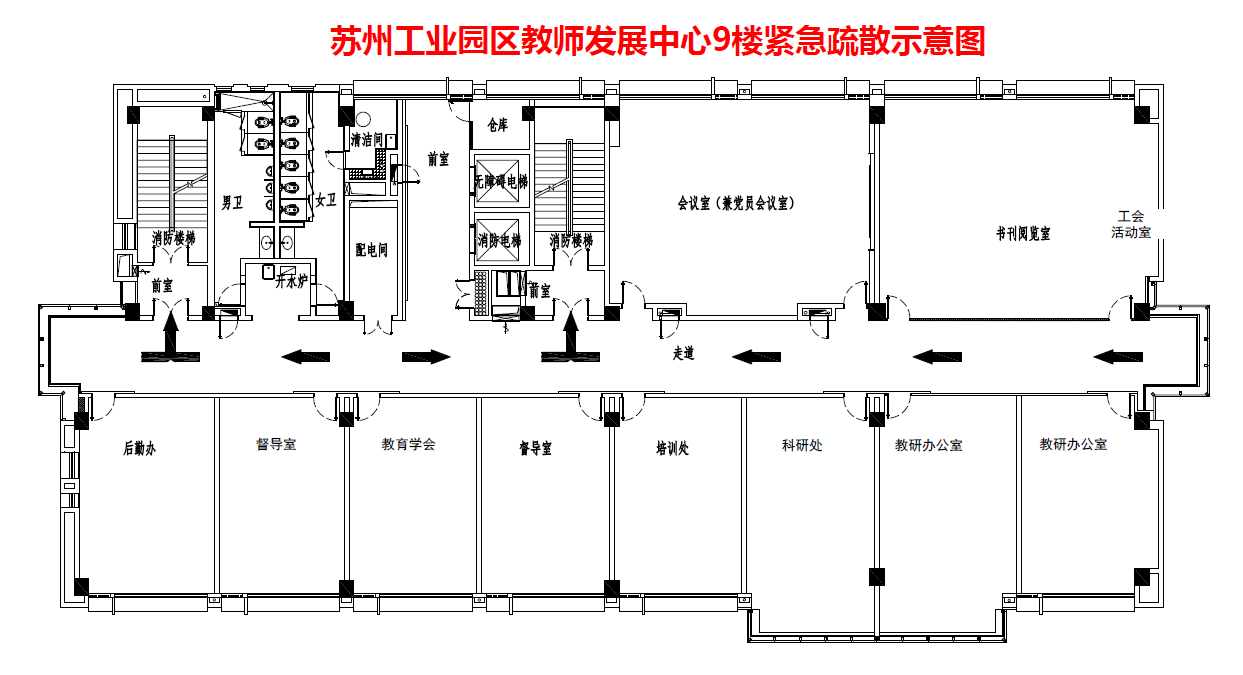 苏州工业园区教师发展中心9楼紧急疏散示意图
仓库
清洁间
前室
无障碍电梯
男卫
女卫
会议室（兼党员会议室）
工会
活动室
书刊阅览室
消防楼梯
配电间
消防电梯
消防楼梯
前室
开水炉
前室
走道
后勤办
督导室
教育学会
督导室
培训处
科研处
教研办公室
教研办公室